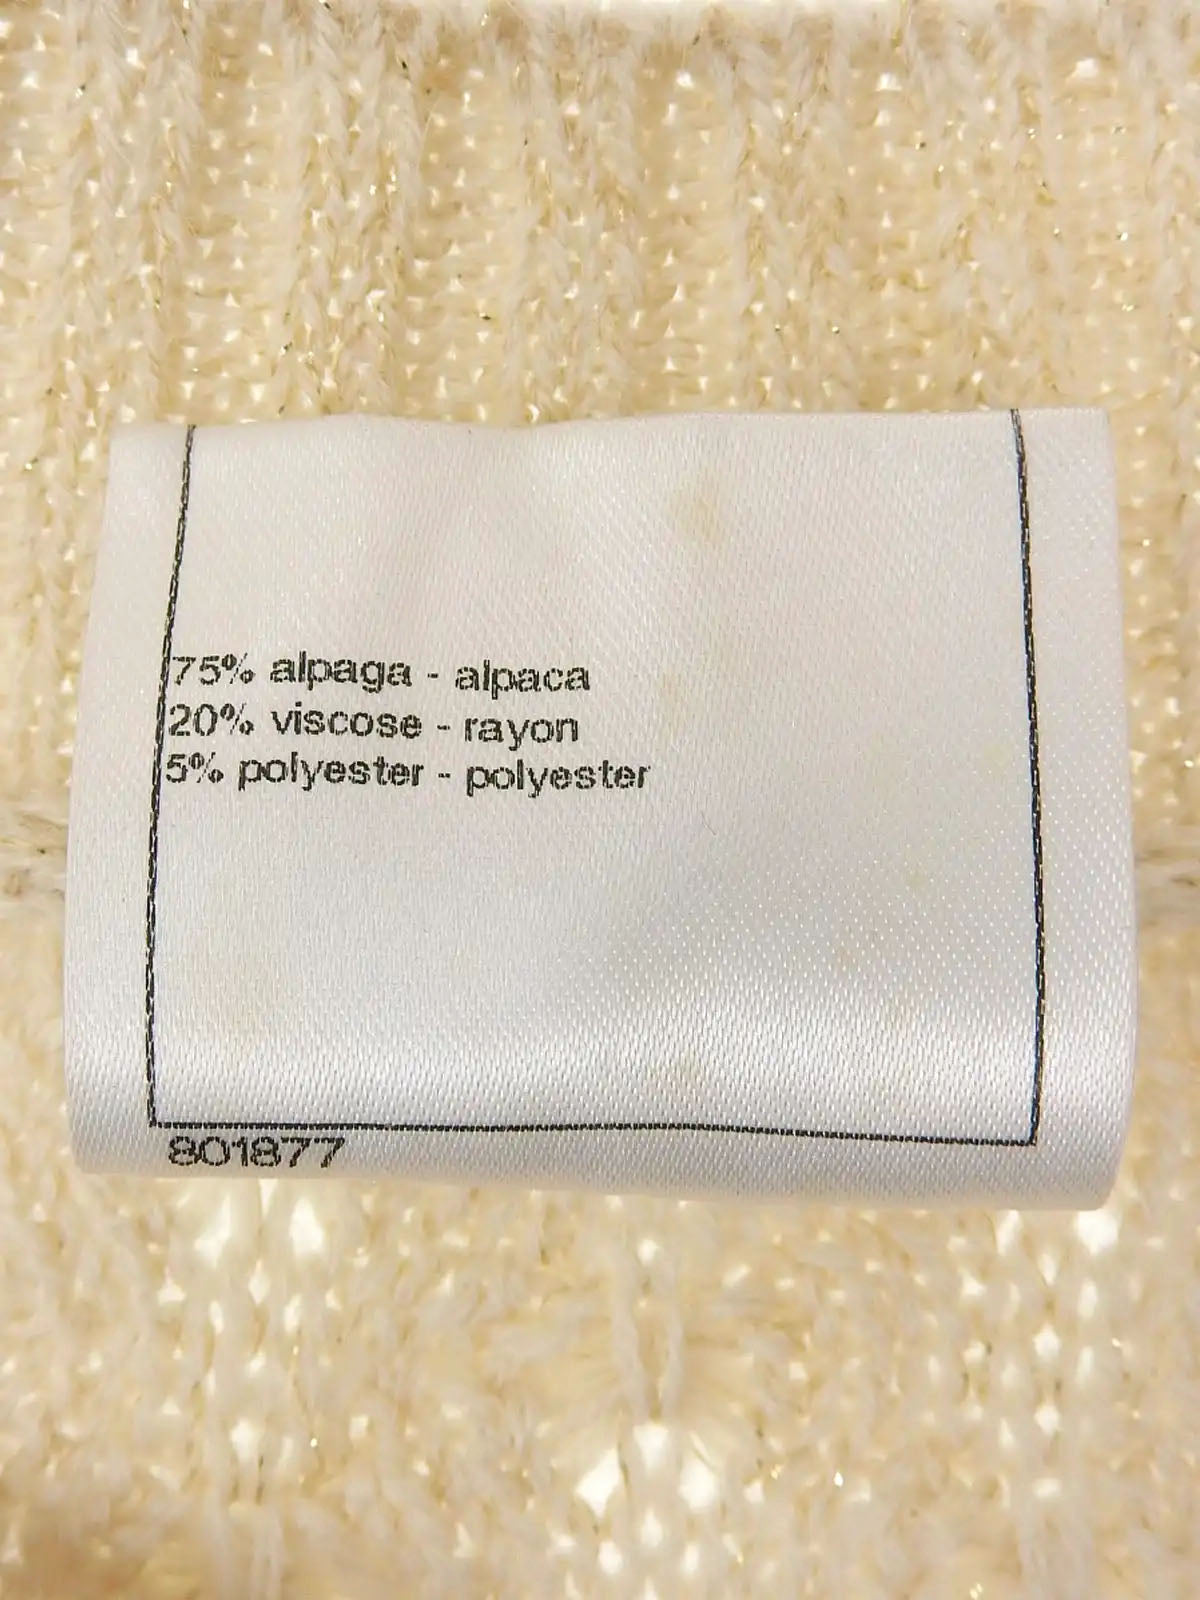 75% alpaga - alpaca
20% viscose - rayon
5% polyester - polyester
801877